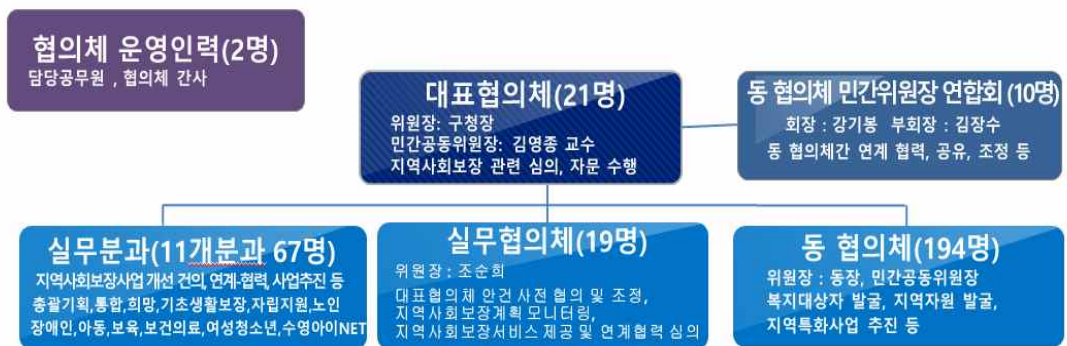 협의체 운영인력(2명)
담당공무원 , 협의체 간사
대표협의체(21명)
위원장: 구청장
민간공동위원장: 김영종 교수
지역사회보장 관련 심의, 자문 수행
동 협의체 민간위원장 연합회 (10명)
회장 : 강기봉 부회장 : 김장수
동 협의체간 연계 협력, 공유, 조정 등
실무분과(11개분과 67명)
지역사회보장사업 개선 건의, 연계·협력, 사업추진 등
총괄기획,통합,희망,기초생활보장,자립지원,노인
장애인,아동,보육,보건의료,여성청소년,수영아이NET
실무협의체(19명)
위원장 : 조순희
대표협의체 안건 사전 협의 및 조정,
지역사회보장계획 모니터링,
지역사회보장서비스 제공 및 연계협력 심의
동 협의체(194명)
위원장 : 동장, 민간공동위원장
복지대상자 발굴, 지역자원 발굴,
지역특화사업 추진 등